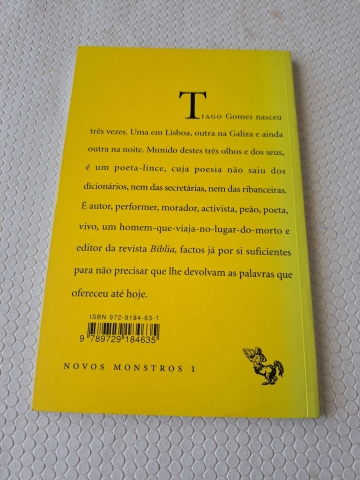 TIAGO Gomes nasceu
três vezes. Uma em Lisboa, outra na Galiza e ainda
outra na noite. Munido destes três olhos e dos seus,
é um poeta-lince, cuja poesia não saiu dos
dicionários, nem das secretárias, nem das ribanceiras.
É autor, performer, morador, activista, peão, poeta,
vivo, um homem-que-viaja-no-lugar-do-morto e
editor da revista Bíblia, factos já por si suficientes
para não precisar que lhe devolvam as palavras que
ofereceu até hoje.
ISBN 972-9184-63-1
9 789729 184635
NOVOS MONSTROS 1